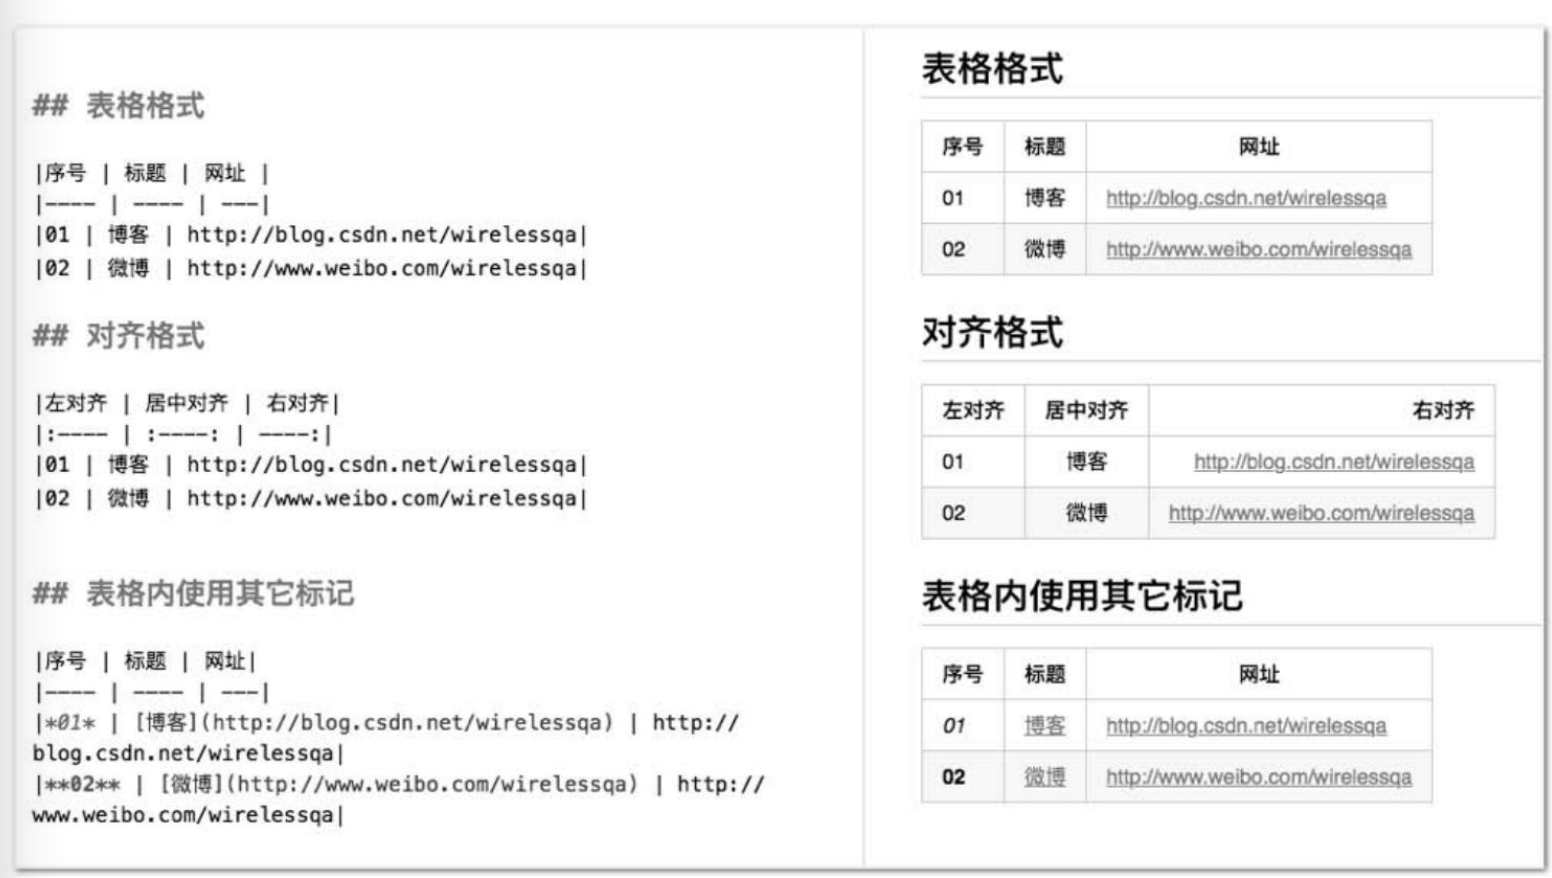 ## 表格格式
|序号 | 标题 | 网址 |
|---- | ---- | ---|
|01 | 博客 | http://blog.csdn.net/wirelessqa|
|02 | 微博 | http://www.weibo.com/wirelessqa|
## 对齐格式
|左对齐 | 居中对齐 | 右对齐|
|:---- | :----: | ----:|
|01 | 博客 | http://blog.csdn.net/wirelessqa|
|02 | 微博 | http://www.weibo.com/wirelessqa|
## 表格内使用其它标记
|序号 | 标题 | 网址|
|---- | ---- | ---|
|*01* | [博客](http://blog.csdn.net/wirelessqa) | http://
blog.csdn.net/wirelessqa|
|**02** | [微博](http://www.weibo.com/wirelessqa) | http://
www.weibo.com/wirelessqa|
表格格式
序号 标题 网址
01 博客 http://blog.csdn.net/wirelessqa
02 微博 http://www.weibo.com/wirelessqa
对齐格式
左对齐 居中对齐 右对齐
01 博客 http://blog.csdn.net/wirelessqa
02 微博 http://www.weibo.com/wirelessqa
表格内使用其它标记
序号 标题 网址
01 博客 http://blog.csdn.net/wirelessqa
02 微博 http://www.weibo.com/wirelessqa